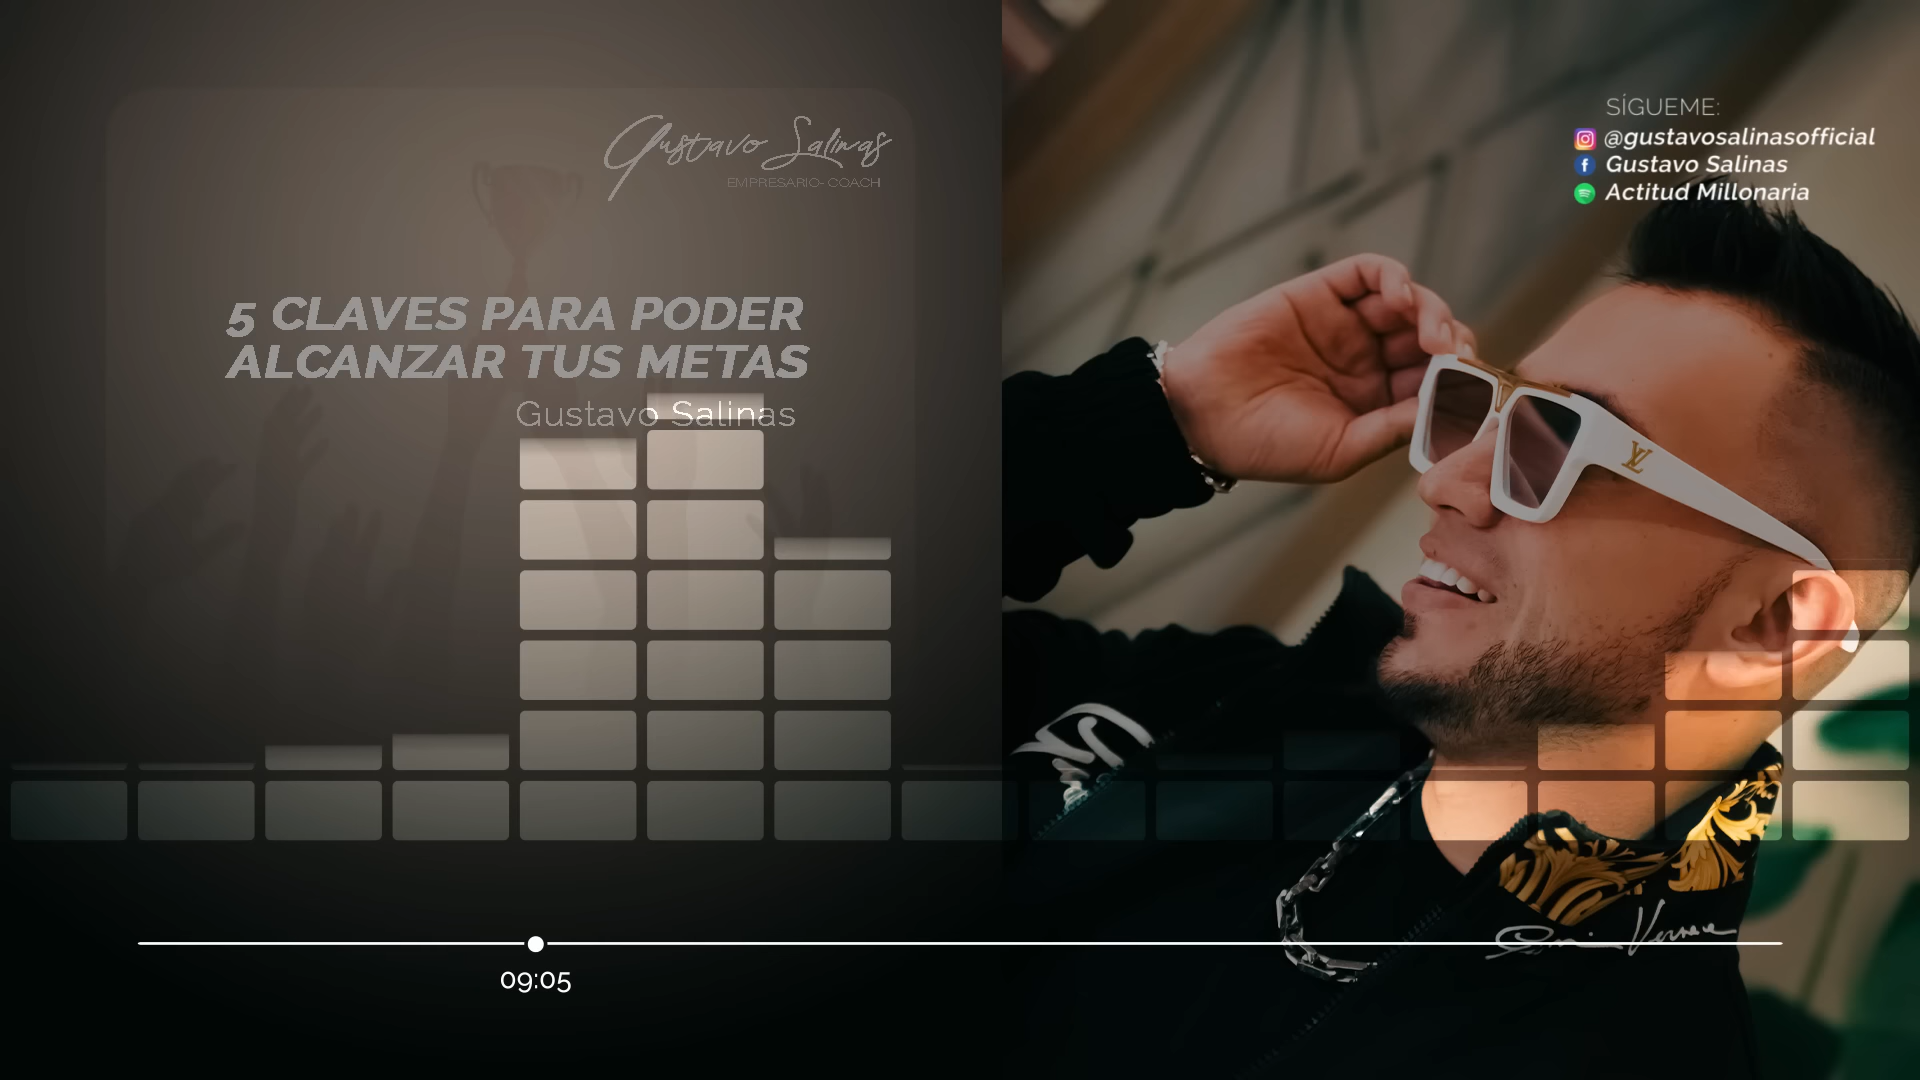 Gustavo Salinas
EMPRESARIO- COACH
5 CLAVES PARA PODER
ALCANZAR TUS METAS
Gustavo Salinas
SÍGUEME:
@gustavosalinasofficial
Gustavo Salinas
Actitud Millonaria
LV
09:05